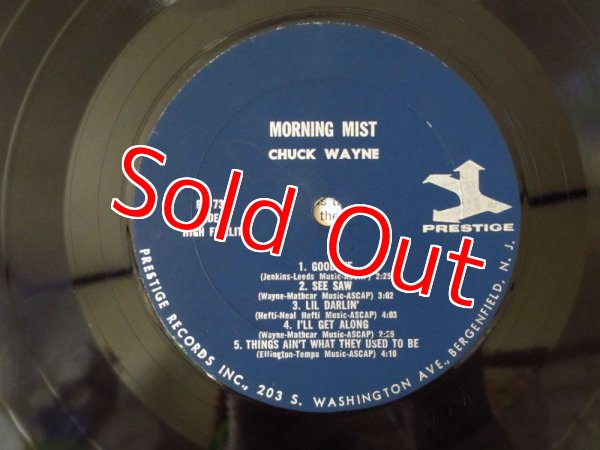 MORNING MIST
CHUCK WAYNE
Sold Out
PRESTIGE
1. GOOD
(Jenkins-Leeds Music-ASCAP) 2:25
2. SEE SAW
(Wayne-Mathcar Music-ASCAP) 3:02
3. LIL DARLIN'
(Hefti-Neal Hefti Music-ASCAP) 4:03
4. I'LL GET ALONG
(Wayne-Mathcar Music-ASCAP) 2:25
5. THINGS AIN'T WHAT THEY USED TO BE
(Ellington-Tempo Music-ASCAP) 4:10
PRESTIGE RECORDS INC., 203 S. WASHINGTON AVE., BERGENFIELD, N. J.